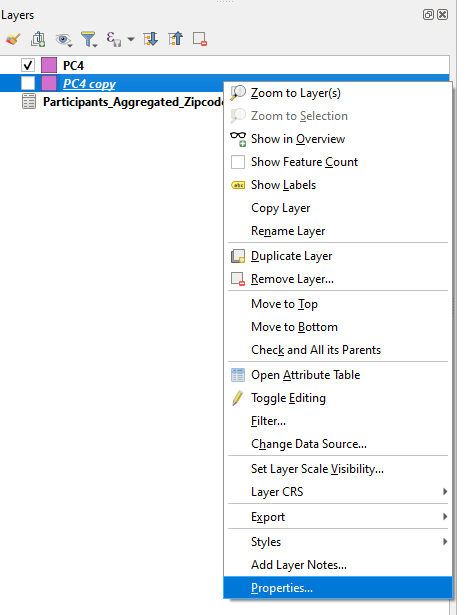 Layers
PC4
PC4 copy
Participants_Aggregated_Zipcode
Zoom to Layer(s)
Zoom to Selection
Show in Overview
Show Feature Count
abc Show Labels
Copy Layer
Rename Layer
Duplicate Layer
Remove Layer...
Move to Top
Move to Bottom
Check and All its Parents
Open Attribute Table
Toggle Editing
Filter...
Change Data Source...
Set Layer Scale Visibility...
Layer CRS
Export
Styles
Add Layer Notes...
Properties...